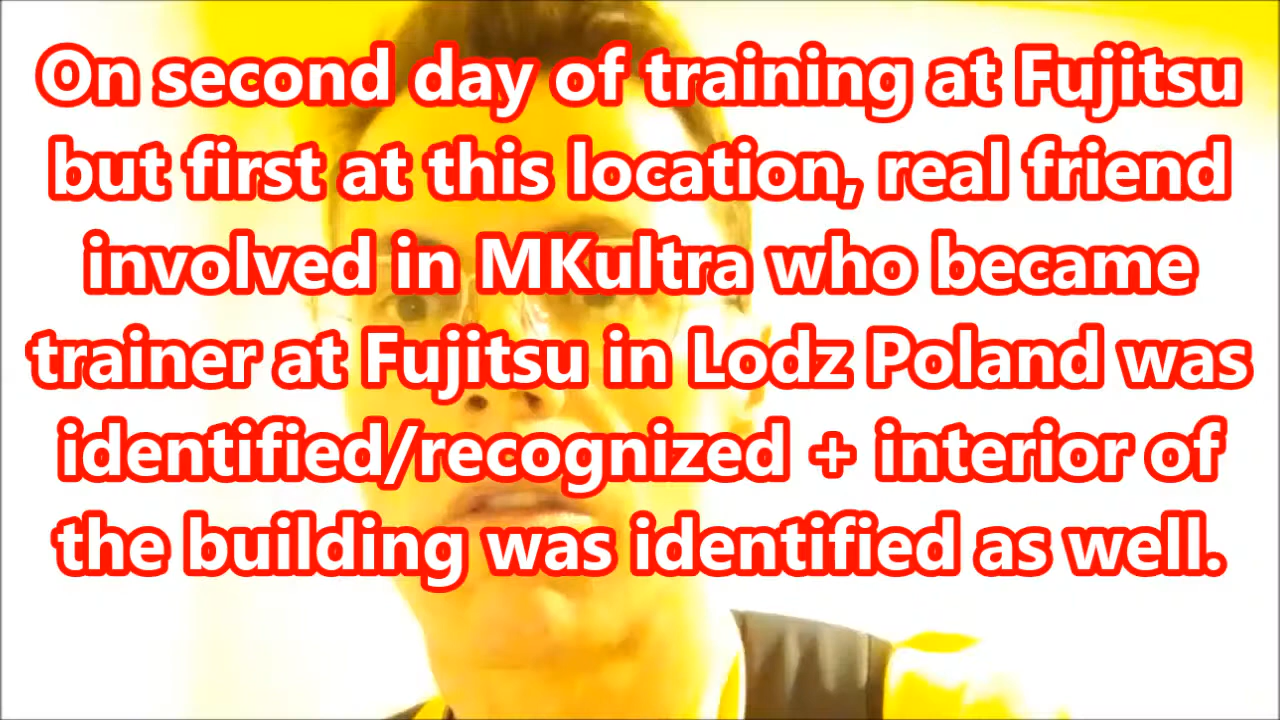 On second day of training at Fujitsu
but first at this location, real friend
involved in MKultra who became
trainer at Fujitsu in Lodz Poland was
identified/recognized + interior of
the building was identified as well.